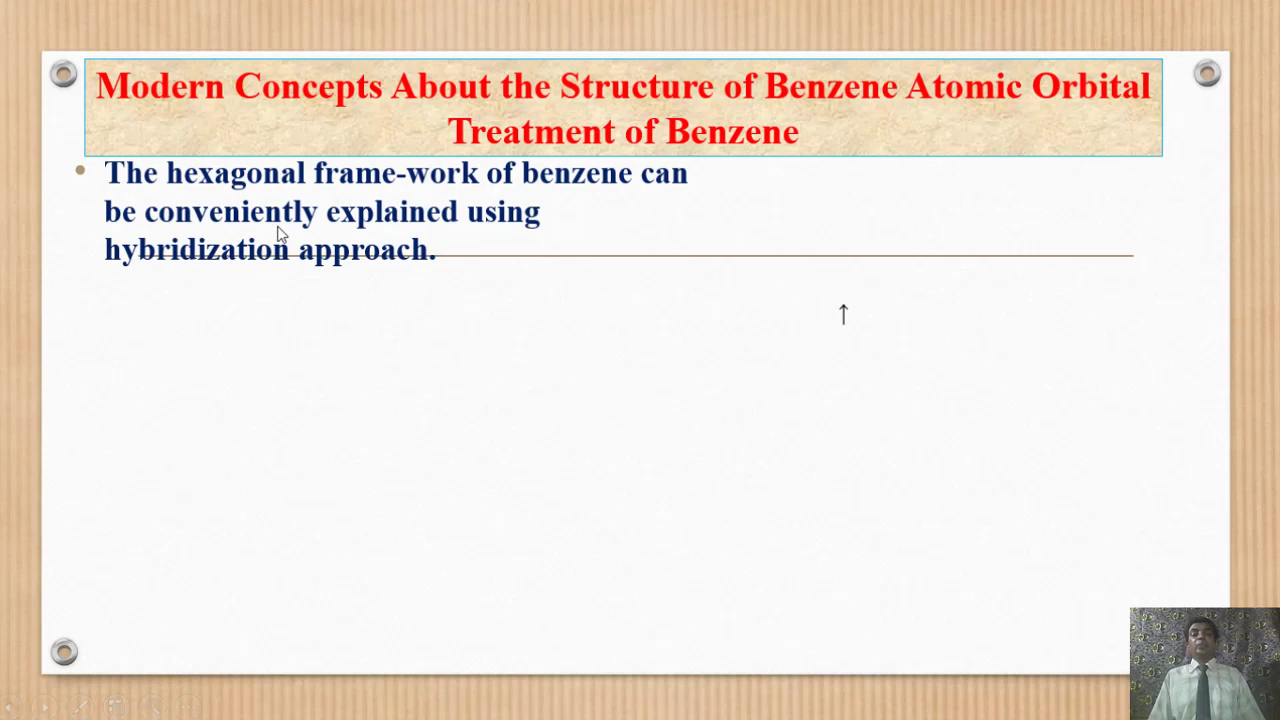 Modern Concepts About the Structure of Benzene Atomic Orbital
Treatment of Benzene
• The hexagonal frame-work of benzene can
be conveniently explained using
hybridization approach.
↑